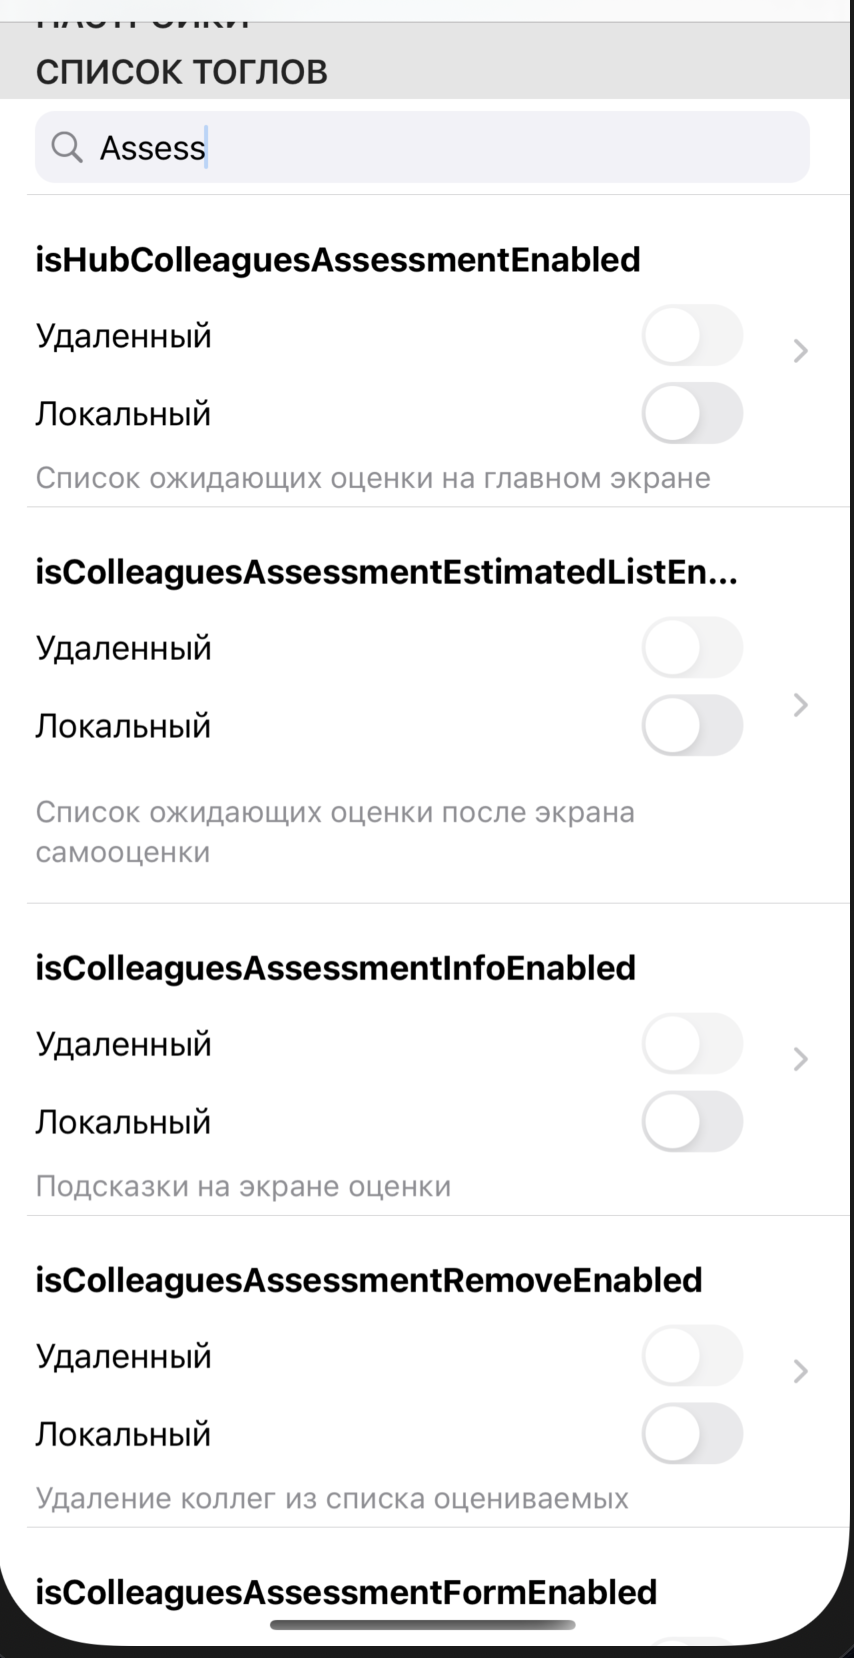 НАСТРОЙКИ
СПИСОК ТОГЛОВ
Assess
isHubColleaguesAssessmentEnabled
Удаленный
Локальный
Список ожидающих оценки на главном экране
isColleaguesAssessmentEstimatedListEn...
Удаленный
Локальный
Список ожидающих оценки после экрана
самооценки
isColleaguesAssessmentInfoEnabled
Удаленный
Локальный
Подсказки на экране оценки
isColleaguesAssessmentRemoveEnabled
Удаленный
Локальный
Удаление коллег из списка оцениваемых
isColleaguesAssessmentFormEnabled